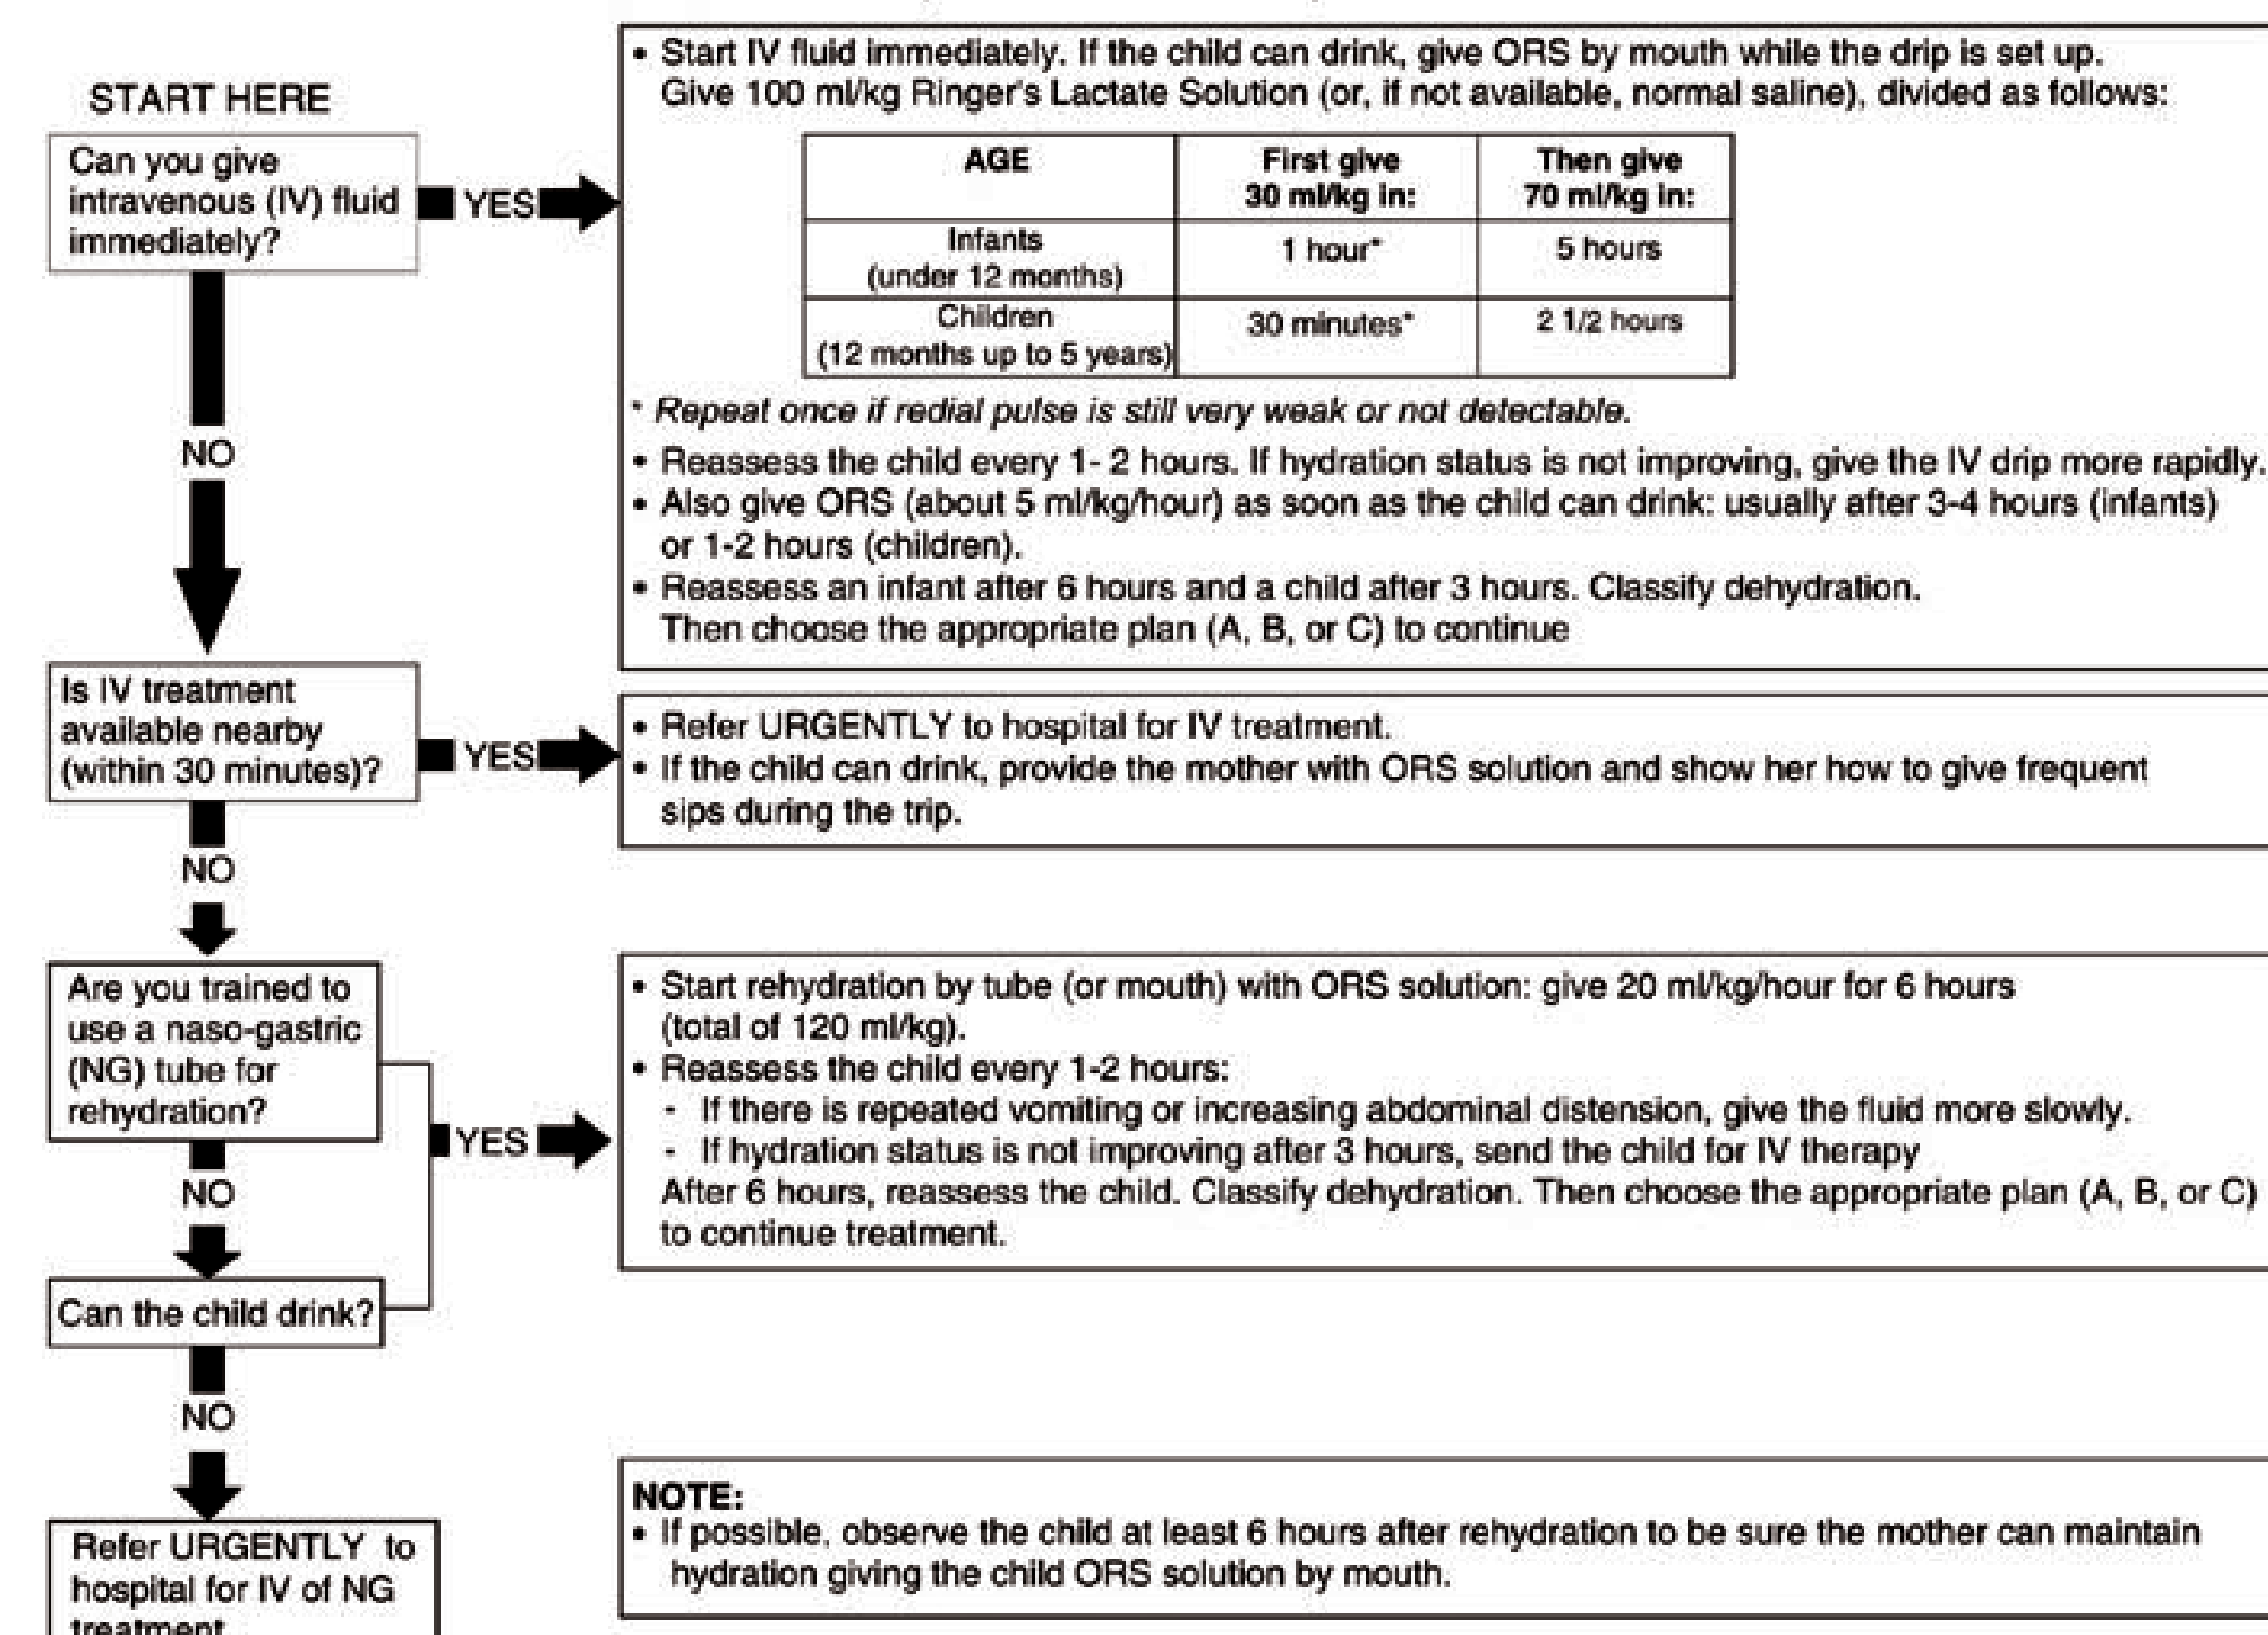 START HERE
Can you give
intravenous (IV) fluid
immediately?
YES
• Start IV fluid immediately. If the child can drink, give ORS by mouth while the drip is set up.
Give 100 ml/kg Ringer's Lactate Solution (or, if not available, normal saline), divided as follows:
AGE
First give
30 ml/kg in:
Then give
70 ml/kg in:
Infants
(under 12 months)
1 hour*
5 hours
Children
(12 months up to 5 years)
30 minutes*
2 1/2 hours
* Repeat once if redial pulse is still very weak or not detectable.
• Reassess the child every 1- 2 hours. If hydration status is not improving, give the IV drip more rapidly.
• Also give ORS (about 5 ml/kg/hour) as soon as the child can drink: usually after 3-4 hours (infants)
or 1-2 hours (children).
• Reassess an infant after 6 hours and a child after 3 hours. Classify dehydration.
Then choose the appropriate plan (A, B, or C) to continue
NO
Is IV treatment
available nearby
(within 30 minutes)?
YES
• Refer URGENTLY to hospital for IV treatment.
• If the child can drink, provide the mother with ORS solution and show her how to give frequent
sips during the trip.
NO
Are you trained to
use a naso-gastric
(NG) tube for
rehydration?
YES
• Start rehydration by tube (or mouth) with ORS solution: give 20 ml/kg/hour for 6 hours
(total of 120 ml/kg).
• Reassess the child every 1-2 hours:
- If there is repeated vomiting or increasing abdominal distension, give the fluid more slowly.
- If hydration status is not improving after 3 hours, send the child for IV therapy
After 6 hours, reassess the child. Classify dehydration. Then choose the appropriate plan (A, B, or C)
to continue treatment.
NO
Can the child drink?
NO
Refer URGENTLY to
hospital for IV of NG
treatment
NOTE:
• If possible, observe the child at least 6 hours after rehydration to be sure the mother can maintain
hydration giving the child ORS solution by mouth.